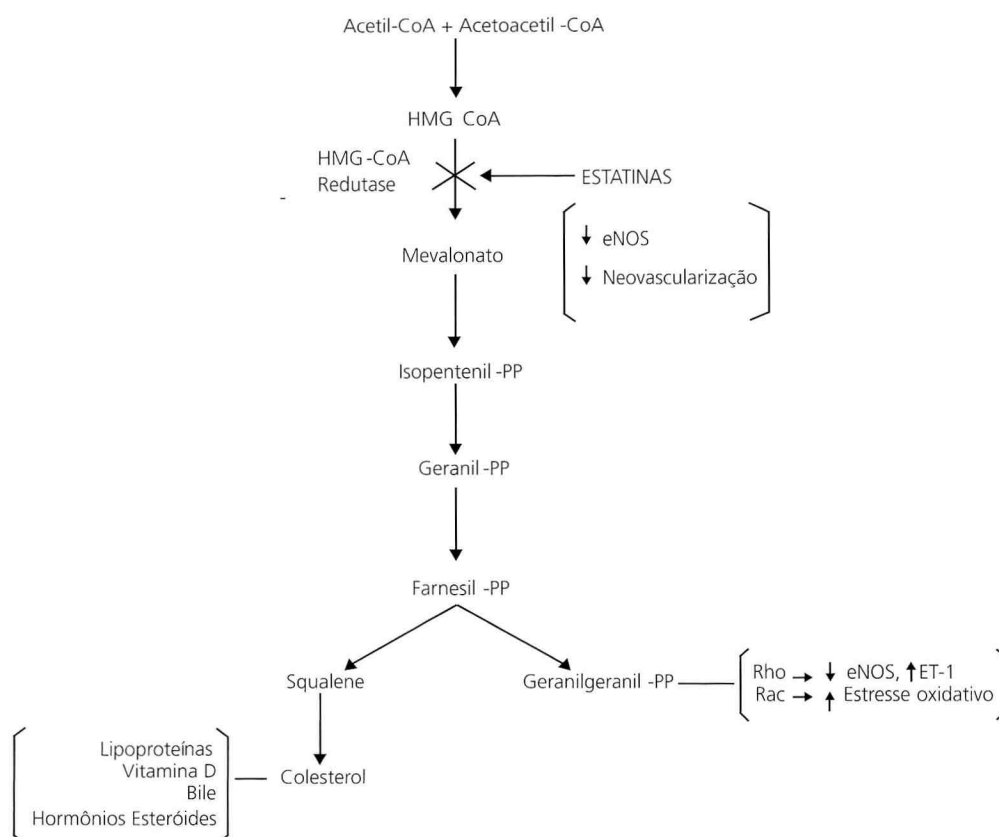 Acetil-CoA + Acetoacetil -CoA
HMG CoA
HMG -CoA
Redutase
ESTATINAS
↓ eNOS
↓ Neovascularização
Mevalonato
Isopentenil -PP
Geranil -PP
Farnesil -PP
Squalene
Geranilgeranil -PP
Rho → ↓ eNOS, ↑ET-1
Rac → ↑ Estresse oxidativo
Lipoproteínas
Vitamina D
Bile
Hormônios Esteróides
Colesterol